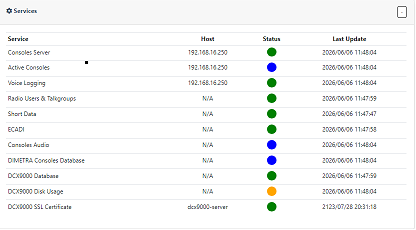 Services
Service Host Status Last Update
Consoles Server 192.168.16.250 2026/06/06 11:48:04
Active Consoles 192.168.16.250 2026/06/06 11:48:04
Voice Logging 192.168.16.250 2026/06/06 11:48:04
Radio Users & Talkgroups N/A 2026/06/06 11:47:59
Short Data N/A 2026/06/06 11:47:47
ECADI N/A 2026/06/06 11:47:58
Consoles Audio N/A 2026/06/06 11:48:04
DIMETRA Consoles Database N/A 2026/06/06 11:48:04
DCX9000 Database N/A 2026/06/06 11:47:59
DCX9000 Disk Usage N/A 2026/06/06 11:48:04
DCX9000 SSL Certificate dcx9000-server 2123/07/28 20:31:18